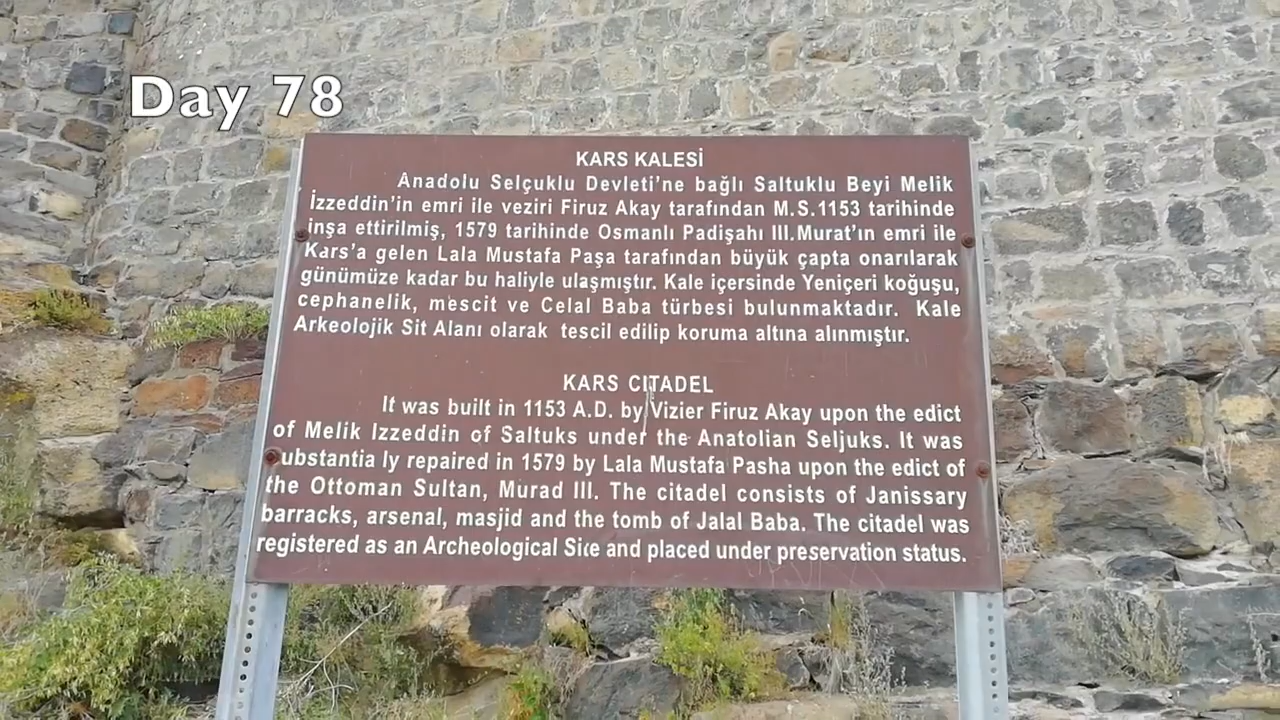 Day 78
KARS KALESİ
Anadolu Selçuklu Devleti'ne bağlı Saltuklu Beyi Melik
İzzeddin'in emri ile veziri Firuz Akay tarafından M.S.1153 tarihinde
inşa ettirilmiş, 1579 tarihinde Osmanlı Padişahı III.Murat'ın emri ile
Kars'a gelen Lala Mustafa Paşa tarafından büyük çapta onarılarak
günümüze kadar bu haliyle ulaşmıştır. Kale içersinde Yeniçeri koğuşu,
cephanelik, mescit ve Celal Baba türbesi bulunmaktadır. Kale
Arkeolojik Sit Alanı olarak tescil edilip koruma altına alınmıştır.
KARS CITADEL
It was built in 1153 A.D. by Vizier Firuz Akay upon the edict
of Melik Izzeddin of Saltuks under the Anatolian Seljuks. It was
ubstantia ly repaired in 1579 by Lala Mustafa Pasha upon the edict of
the Ottoman Sultan, Murad III. The citadel consists of Janissary
barracks, arsenal, masjid and the tomb of Jalal Baba. The citadel was
registered as an Archeological Site and placed under preservation status.